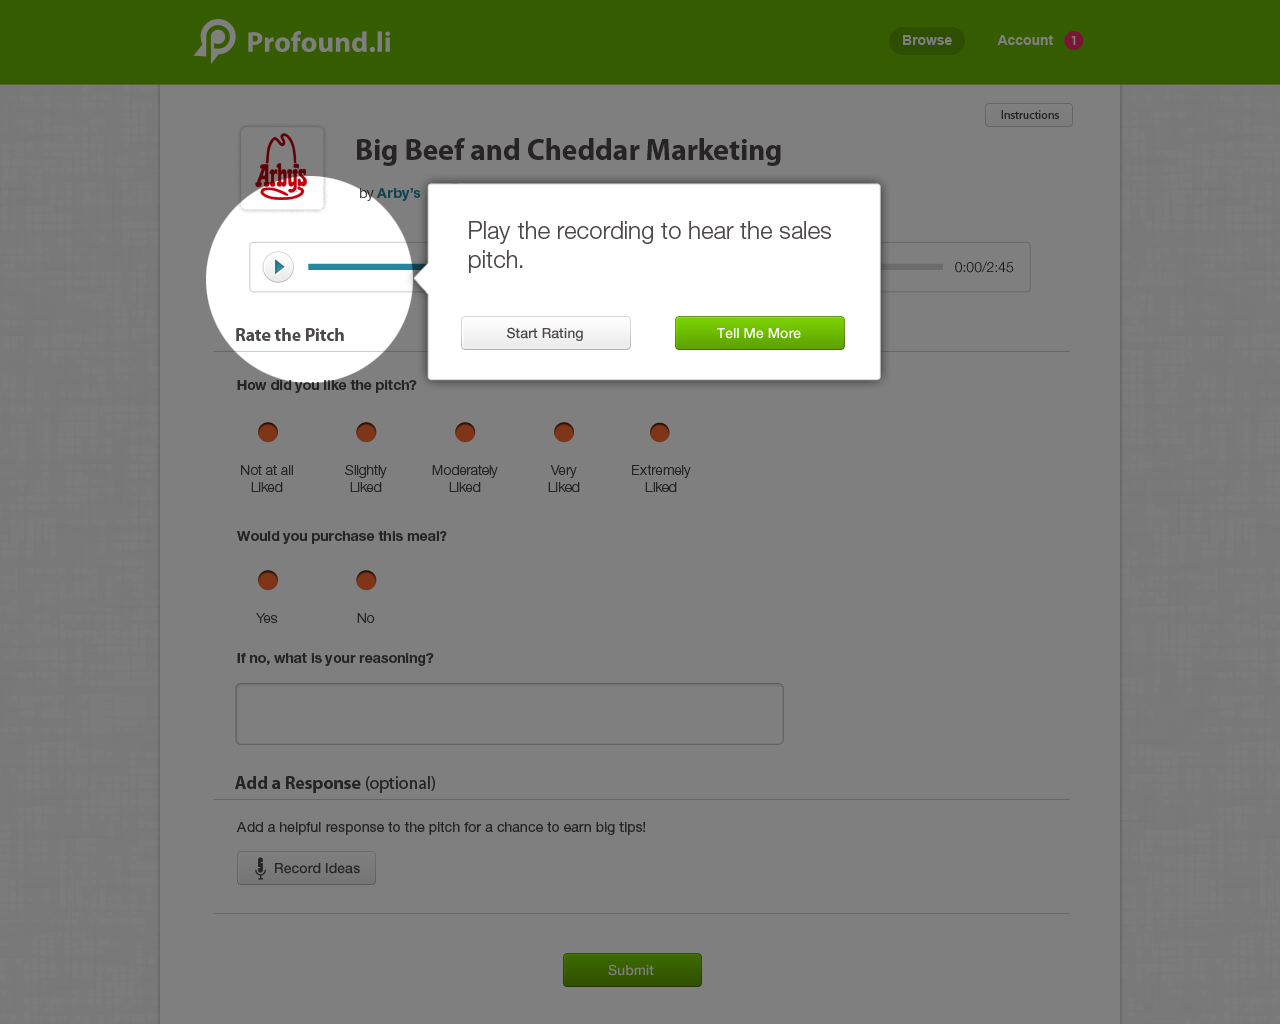 Profound.li
Browse
Account 1
Instructions
Arby's
Big Beef and Cheddar Marketing
by Arby's
Play the recording to hear the sales
pitch.
0:00/2:45
Start Rating
Tell Me More
Rate the Pitch
How did you like the pitch?
Not at all
Liked
Slightly
Liked
Moderately
Liked
Very
Liked
Extremely
Liked
Would you purchase this meal?
Yes
No
If no, what is your reasoning?
Add a Response (optional)
Add a helpful response to the pitch for a chance to earn big tips!
Record Ideas
Submit